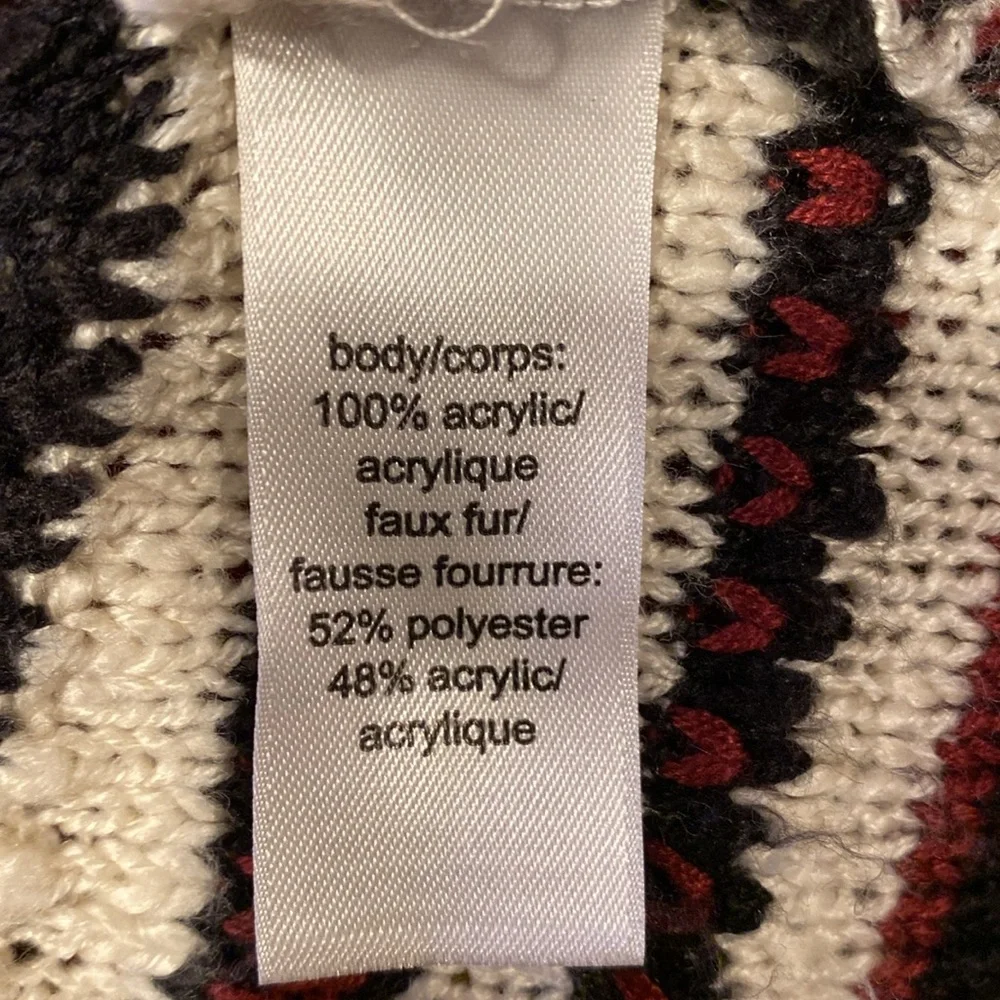 body/corps:
100% acrylic/
acrylique
faux fur/
fausse fourrure:
52% polyester
48% acrylic/
acrylique